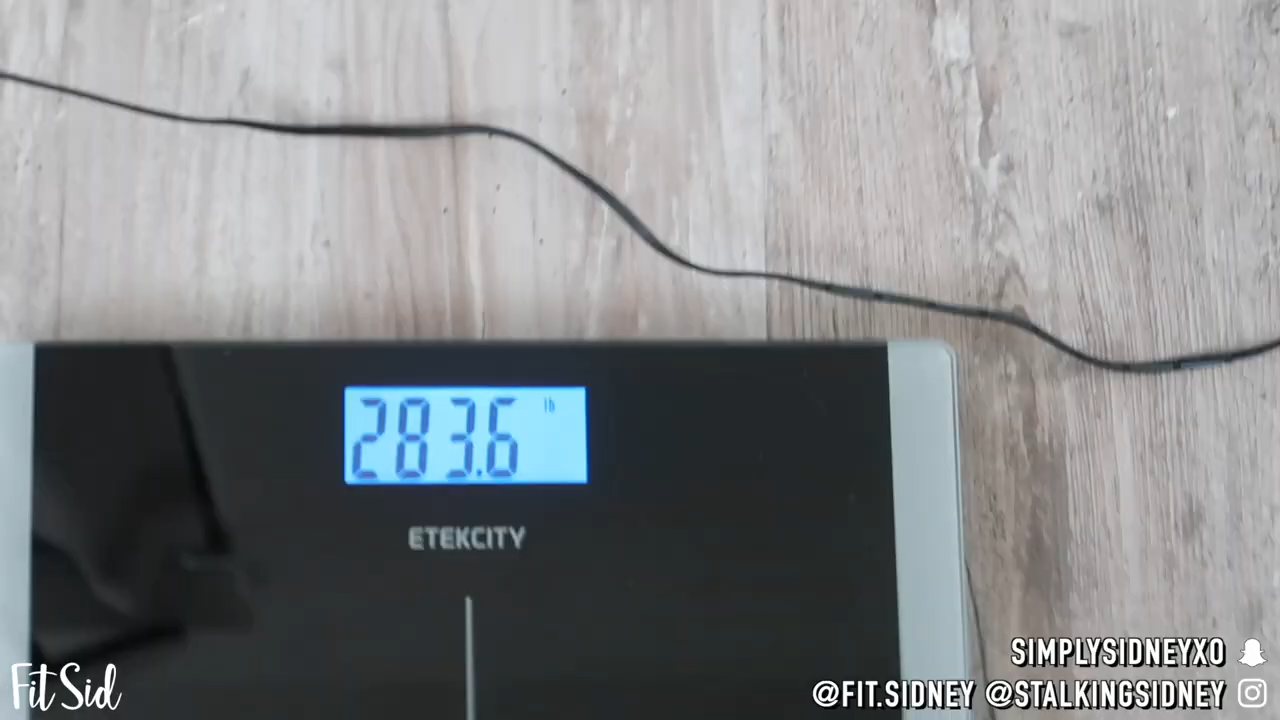 283.6 lb
ETEKCITY
SIMPLYSIDNEYXO
@FIT.SIDNEY @STALKINGSIDNEY
Fit Sid